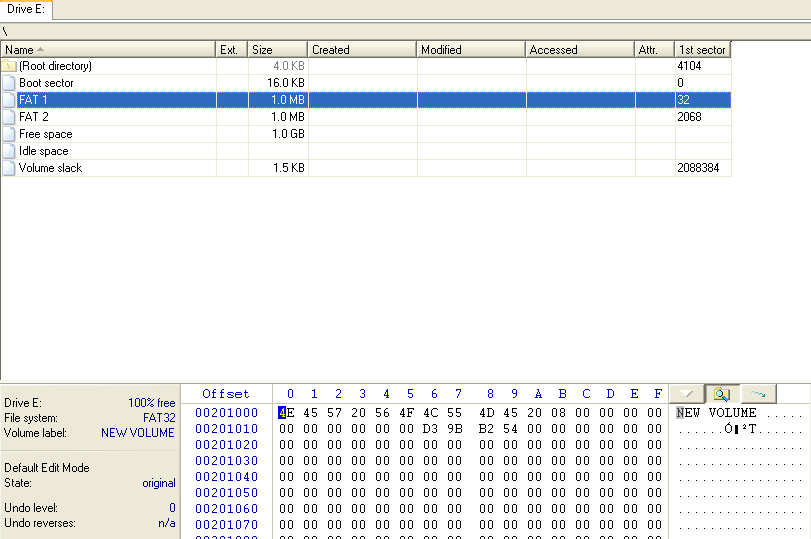 Drive E:
\
Name Ext. Size Created Modified Accessed Attr. 1st sector
(Root directory) 4.0 KB 4104
Boot sector 16.0 KB 0
FAT 1 1.0 MB 32
FAT 2 1.0 MB 2068
Free space 1.0 GB
Idle space
Volume slack 1.5 KB 2088384
Drive E: 100% free
File system: FAT32
Volume label: NEW VOLUME
Default Edit Mode
State: original
Undo level: 0
Undo reverses: n/a
Offset 0 1 2 3 4 5 6 7 8 9 A B C D E F
00201000 4E 45 57 20 56 4F 4C 55 4D 45 20 08 00 00 00 00 NEW VOLUME .....
00201010 00 00 00 00 00 00 D3 9B B2 54 00 00 00 00 00 00 ......Ó▮²T......
00201020 00 00 00 00 00 00 00 00 00 00 00 00 00 00 00 00 ................
00201030 00 00 00 00 00 00 00 00 00 00 00 00 00 00 00 00 ................
00201040 00 00 00 00 00 00 00 00 00 00 00 00 00 00 00 00 ................
00201050 00 00 00 00 00 00 00 00 00 00 00 00 00 00 00 00 ................
00201060 00 00 00 00 00 00 00 00 00 00 00 00 00 00 00 00 ................
00201070 00 00 00 00 00 00 00 00 00 00 00 00 00 00 00 00 ................